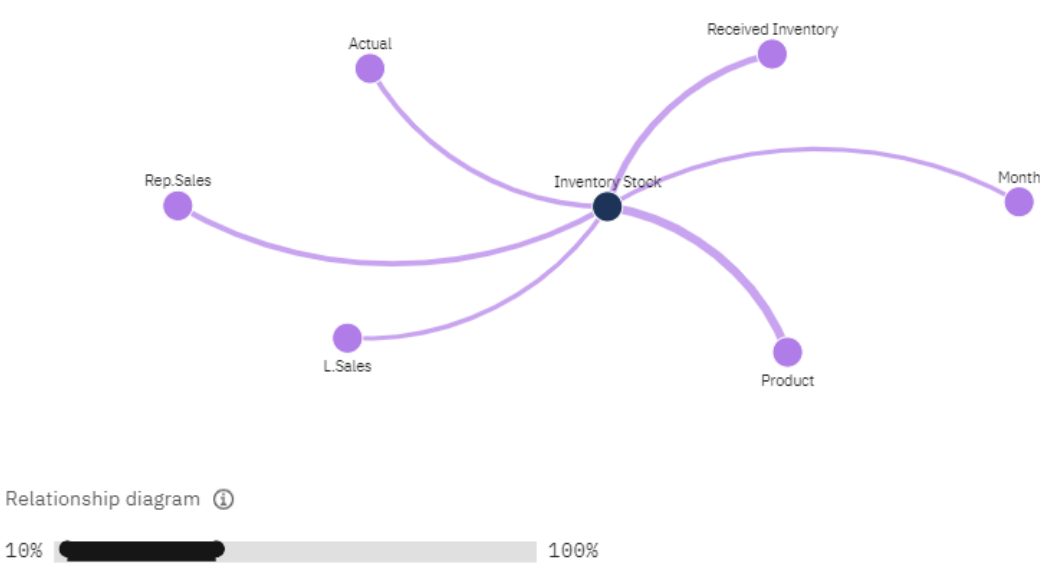 Received Inventory
Actual
Month
Rep.Sales
Inventory Stock
L.Sales
Product
Relationship diagram
10% 100%